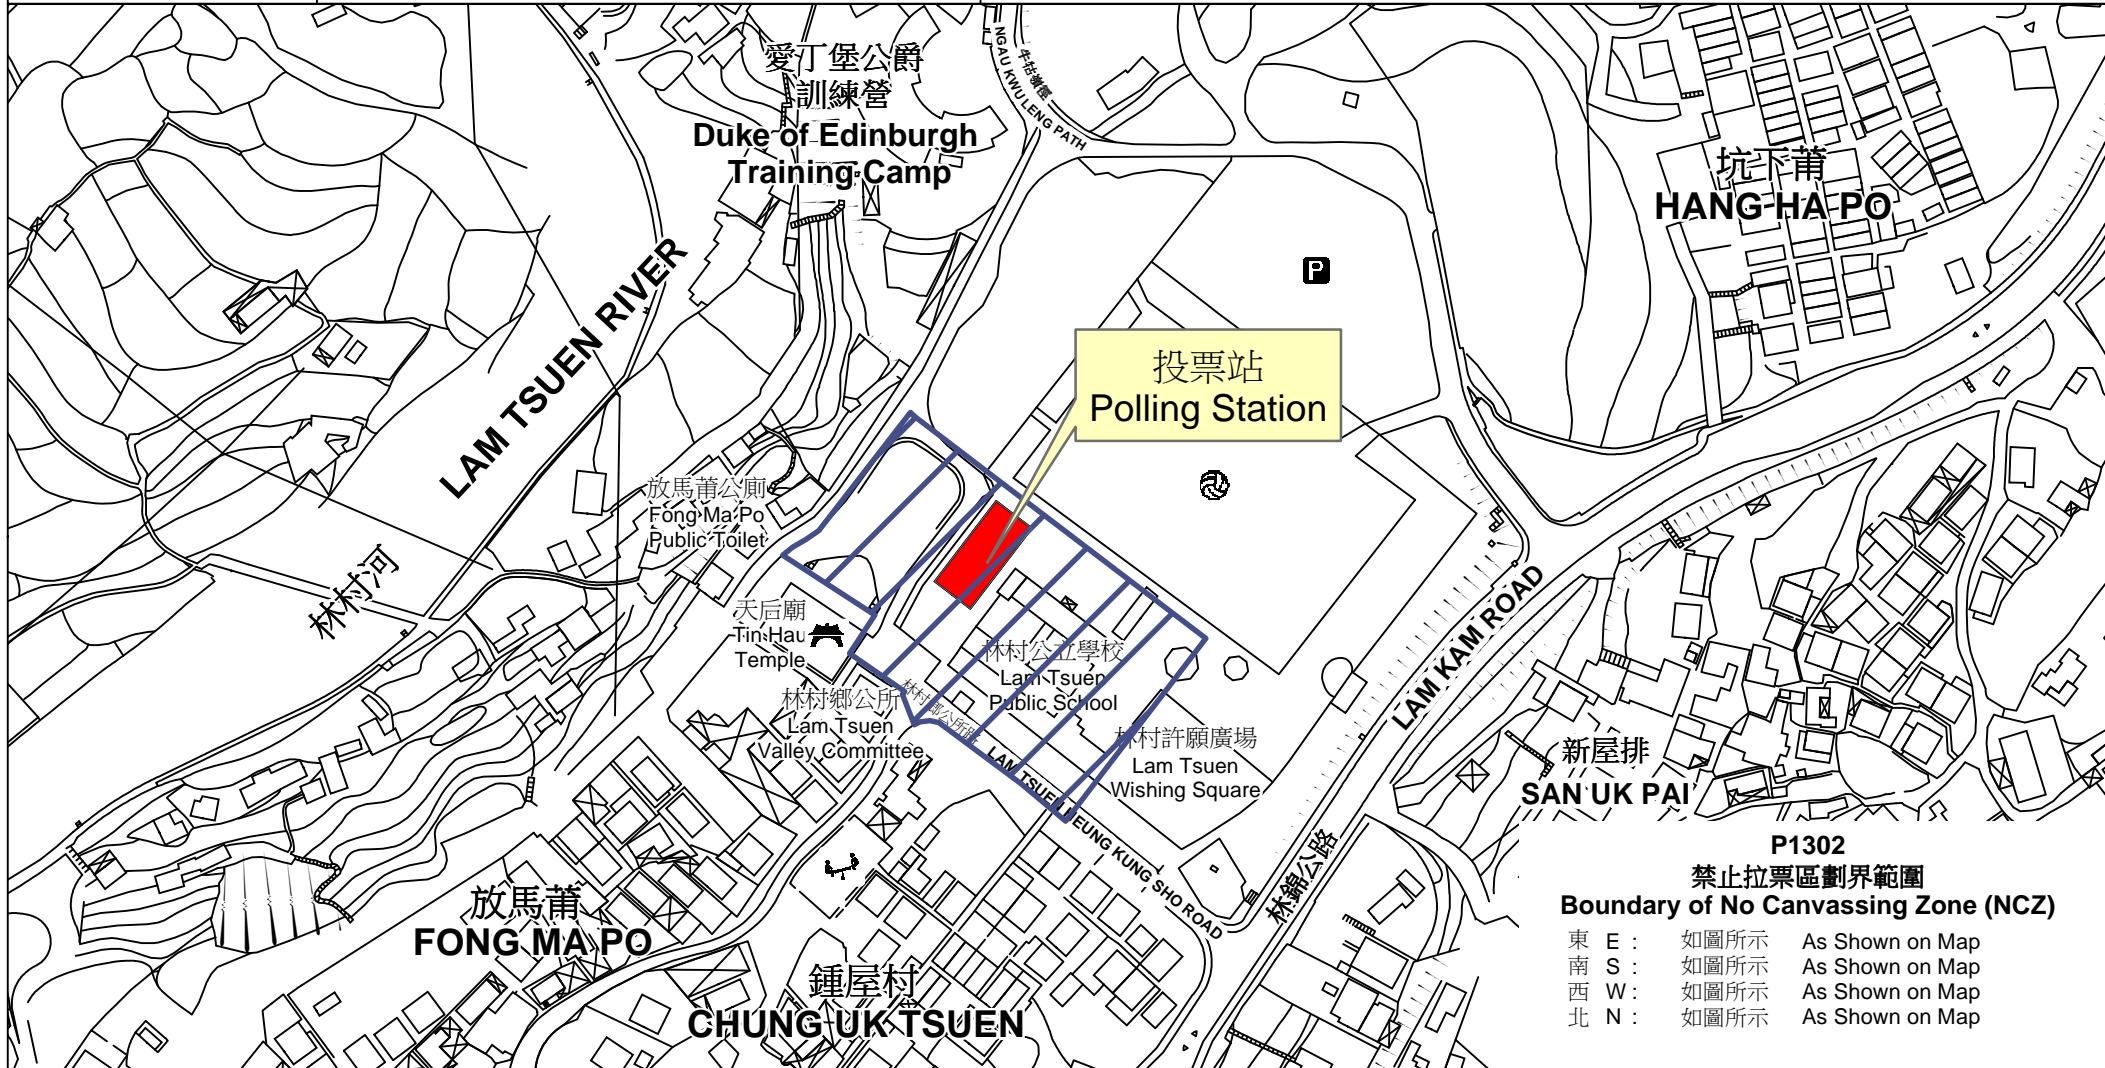 愛丁堡公爵
訓練營
Duke of Edinburgh
Training Camp
牛牯嶺徑
NGAU KWU LENG PATH
坑下莆
HANG HA PO
P
LAM TSUEN RIVER
林村河
投票站
Polling Station
放馬莆公廁
Fong Ma Po
Public Toilet
天后廟
Tin Hau
Temple
林村公立學校
Lam Tsuen
Public School
林村鄉公所
Lam Tsuen
Valley Committee
林村鄉公所路
LAM TSUEN HEUNG KUNG SHO ROAD
林村許願廣場
Lam Tsuen
Wishing Square
LAM KAM ROAD
林錦公路
新屋排
SAN UK PAI
放馬莆
FONG MA PO
鍾屋村
CHUNG UK TSUEN
P1302
禁止拉票區劃界範圍
Boundary of No Canvassing Zone (NCZ)
東 E : 如圖所示 As Shown on Map
南 S : 如圖所示 As Shown on Map
西 W : 如圖所示 As Shown on Map
北 N : 如圖所示 As Shown on Map